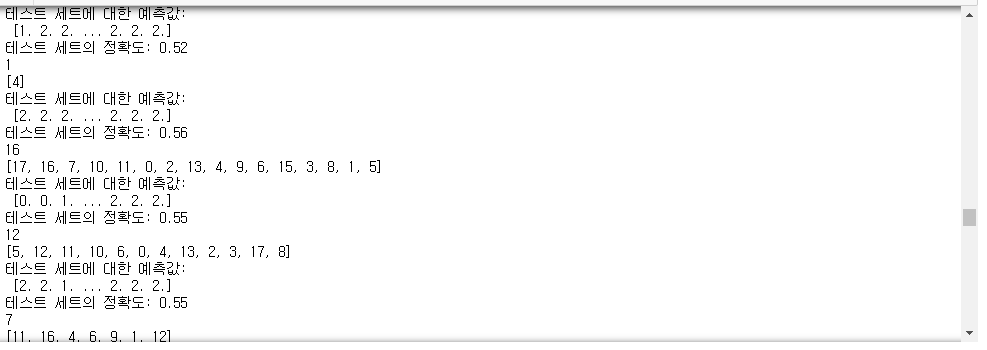 테스트 세트에 대한 예측값:
[1. 2. 2. ... 2. 2. 2.]
테스트 세트의 정확도: 0.52
1
[4]
테스트 세트에 대한 예측값:
[2. 2. 2. ... 2. 2. 2.]
테스트 세트의 정확도: 0.56
16
[17, 16, 7, 10, 11, 0, 2, 13, 4, 9, 6, 15, 3, 8, 1, 5]
테스트 세트에 대한 예측값:
[0. 0. 1. ... 2. 2. 2.]
테스트 세트의 정확도: 0.55
12
[5, 12, 11, 10, 6, 0, 4, 13, 2, 3, 17, 8]
테스트 세트에 대한 예측값:
[2. 2. 1. ... 2. 2. 2.]
테스트 세트의 정확도: 0.55
7
[11, 16, 4, 6, 9, 1, 12]